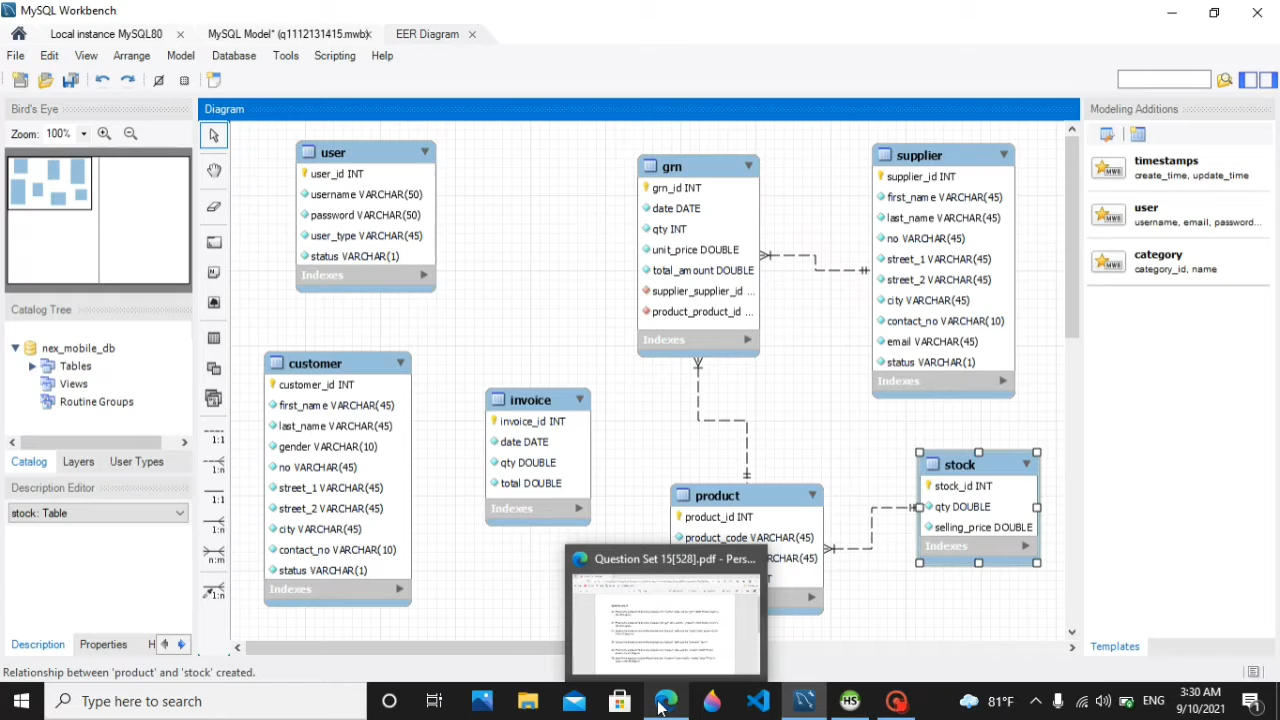 MySQL Workbench
Local instance MySQL80
MySQL Model* (q1112131415.mwb)
EER Diagram
File Edit View Arrange Model Database Tools Scripting Help
Bird's Eye
Zoom: 100%
Catalog Tree
nex_mobile_db
Tables
Views
Routine Groups
Catalog Layers User Types
Description Editor
stock: Table
Description Properties
Diagram
1:1
1:n
1:1
1:n
n:m
1:n
user
user_id INT
username VARCHAR(50)
password VARCHAR(50)
user_type VARCHAR(45)
status VARCHAR(1)
Indexes
customer
customer_id INT
first_name VARCHAR(45)
last_name VARCHAR(45)
gender VARCHAR(10)
no VARCHAR(45)
street_1 VARCHAR(45)
street_2 VARCHAR(45)
city VARCHAR(45)
contact_no VARCHAR(10)
status VARCHAR(1)
Indexes
invoice
invoice_id INT
date DATE
qty DOUBLE
total DOUBLE
Indexes
grn
grn_id INT
date DATE
qty INT
unit_price DOUBLE
total_amount DOUBLE
supplier_supplier_id ...
product_product_id ...
Indexes
product
product_id INT
product_code VARCHAR(45)
RCHAR(45)
T
supplier
supplier_id INT
first_name VARCHAR(45)
last_name VARCHAR(45)
no VARCHAR(45)
street_1 VARCHAR(45)
street_2 VARCHAR(45)
city VARCHAR(45)
contact_no VARCHAR(10)
email VARCHAR(45)
status VARCHAR(1)
Indexes
stock
stock_id INT
qty DOUBLE
selling_price DOUBLE
Indexes
Modeling Additions
timestamps
create_time, update_time
user
username, email, password...
category
category_id, name
Templates
Question Set 15[528].pdf - Pers...
elationship between 'product' and 'stock' created.
Type here to search
81°F
ENG
3:30 AM
9/10/2021